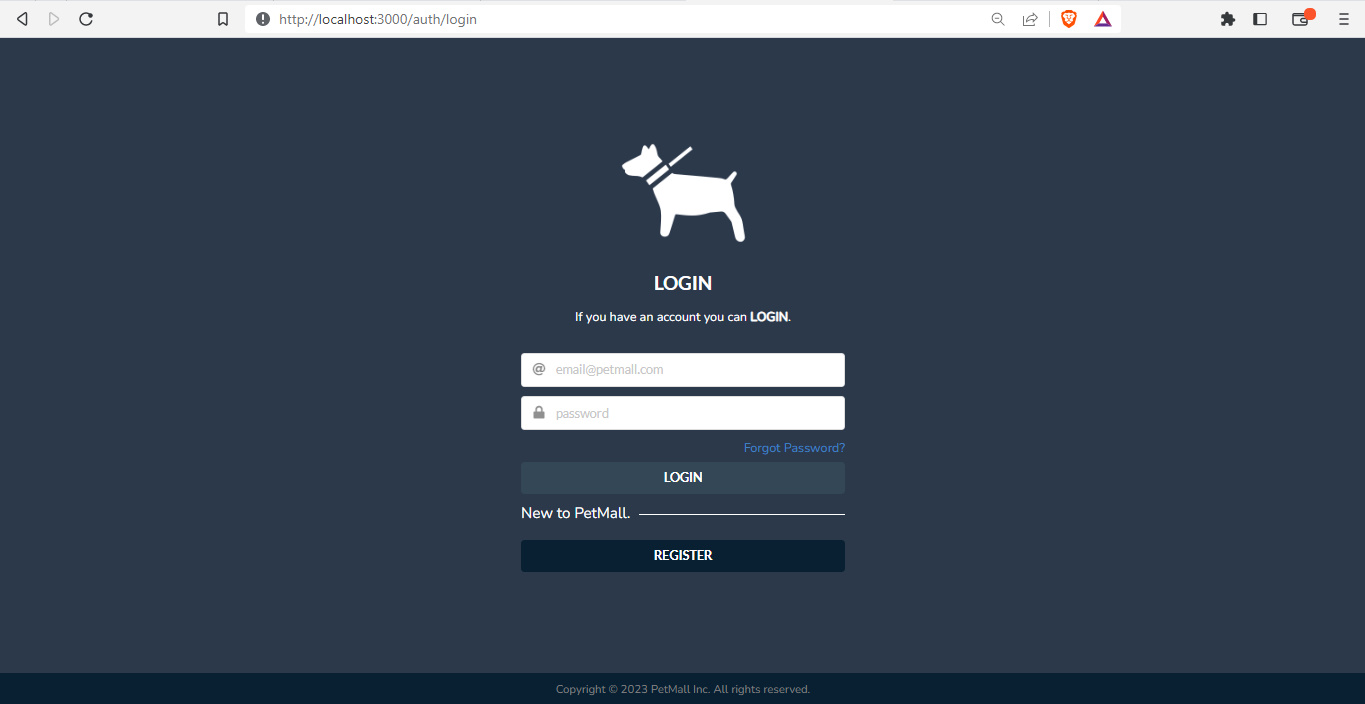 http://localhost:3000/auth/login
LOGIN
If you have an account you can LOGIN.
@ email@petmall.com
password
Forgot Password?
LOGIN
New to PetMall.
REGISTER
Copyright © 2023 PetMall Inc. All rights reserved.